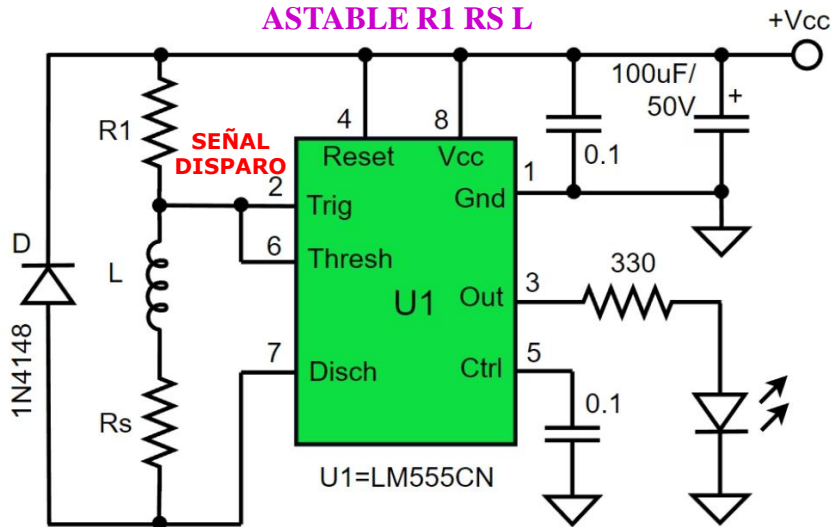 ASTABLE R1 RS L
+Vcc
100uF/
50V
+
R1
SEÑAL
DISPARO
4
8
Reset
Vcc
0.1
2
Trig
1
Gnd
6
Thresh
D
L
1N4148
U1
Out
3
330
7
Disch
Ctrl
5
0.1
Rs
U1=LM555CN